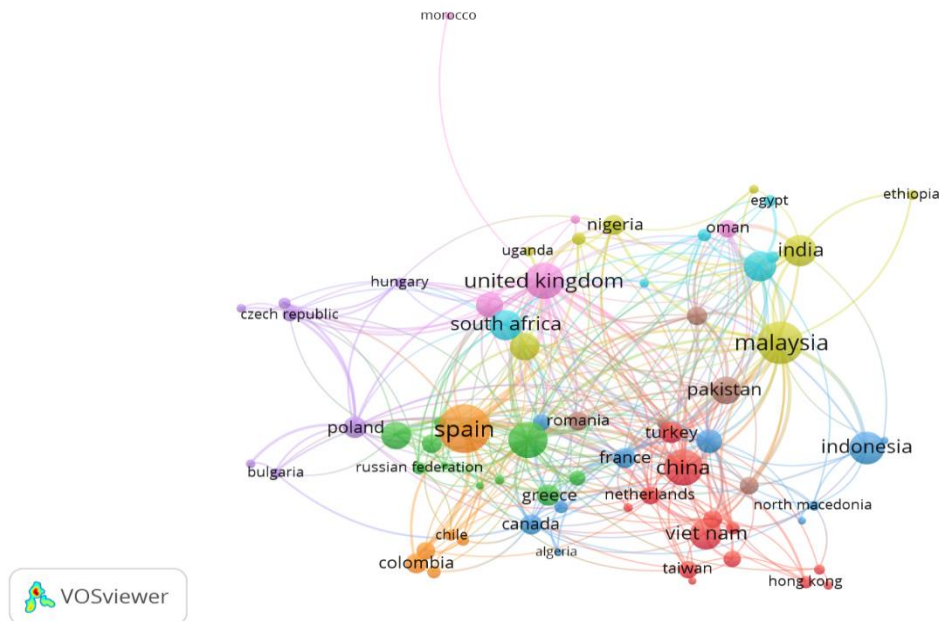 morocco
ethiopia
egypt
nigeria
oman
india
uganda
hungary
united kingdom
czech republic
south africa
malaysia
pakistan
poland
spain
romania
turkey
indonesia
bulgaria
russian federation
france
china
greece
netherlands
north macedonia
canada
chile
viet nam
algeria
colombia
taiwan
hong kong
VOSviewer